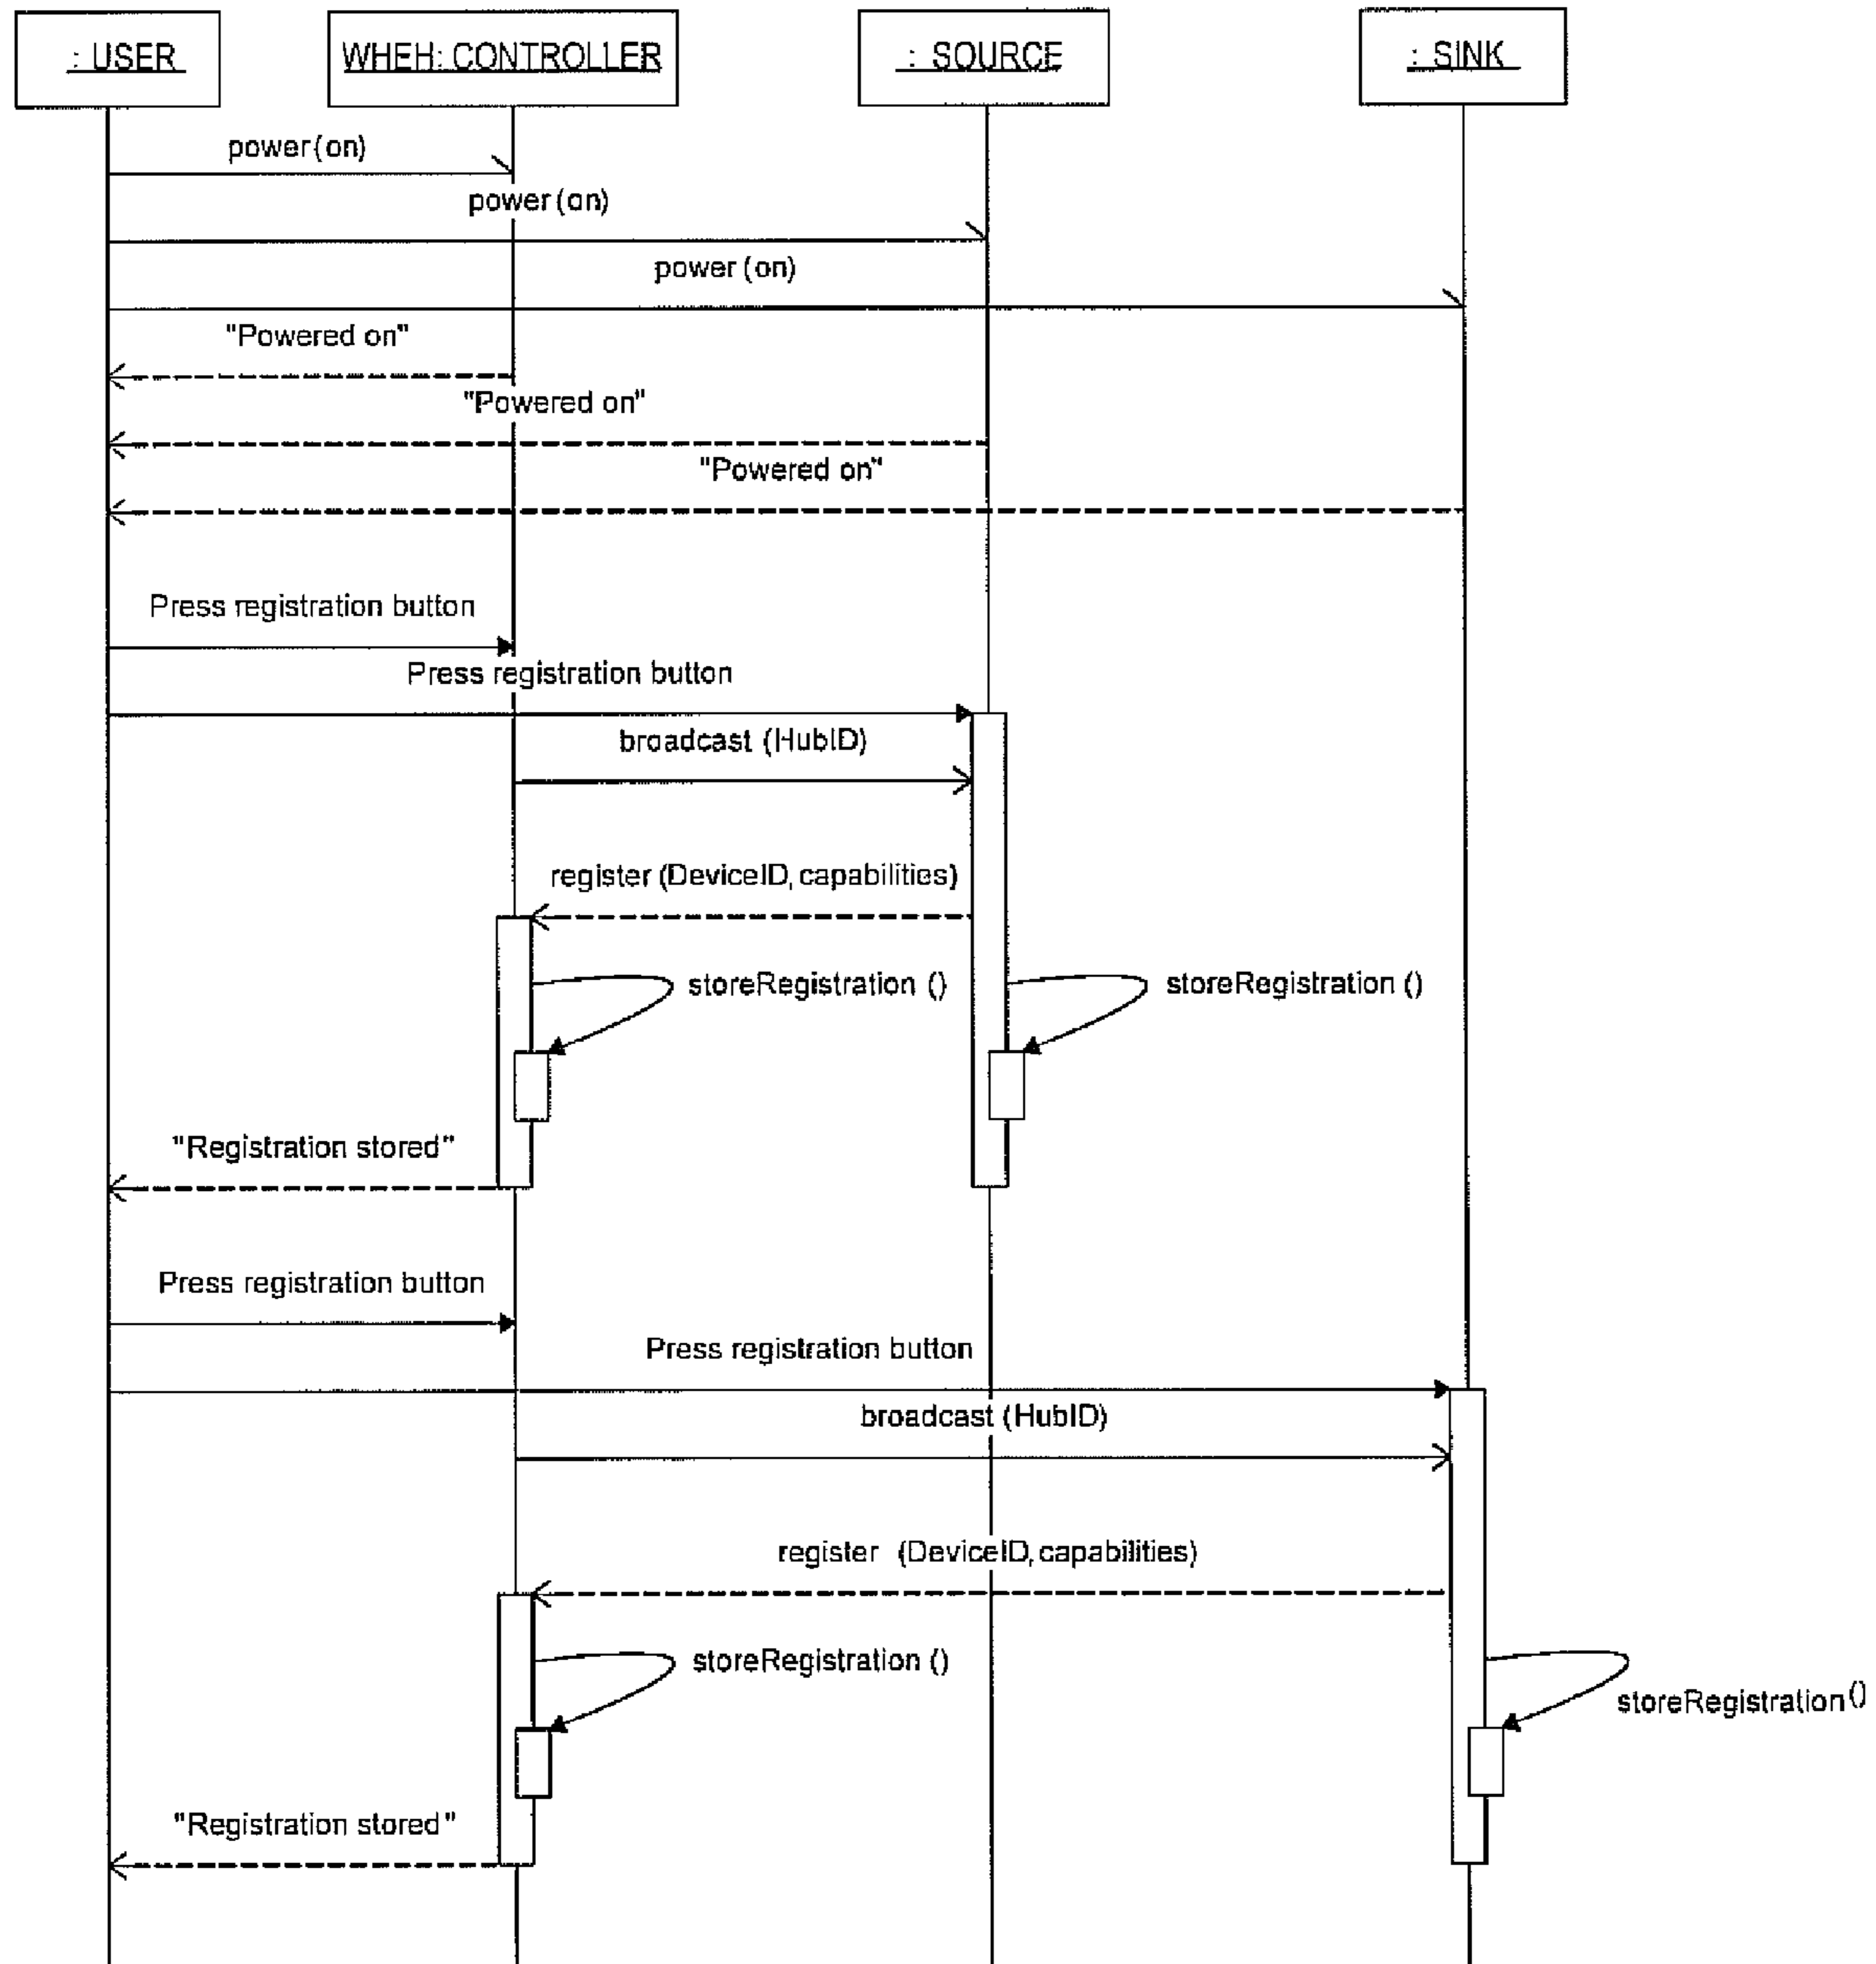 : USER
WHEH: CONTROLLER
: SOURCE
: SINK
power (on)
power (on)
power (on)
"Powered on"
"Powered on"
"Powered on"
Press registration button
Press registration button
broadcast (HubID)
register (DeviceID, capabilities)
storeRegistration ()
storeRegistration ()
"Registration stored"
Press registration button
Press registration button
broadcast (HubID)
register (DeviceID, capabilities)
storeRegistration ()
storeRegistration ()
"Registration stored"